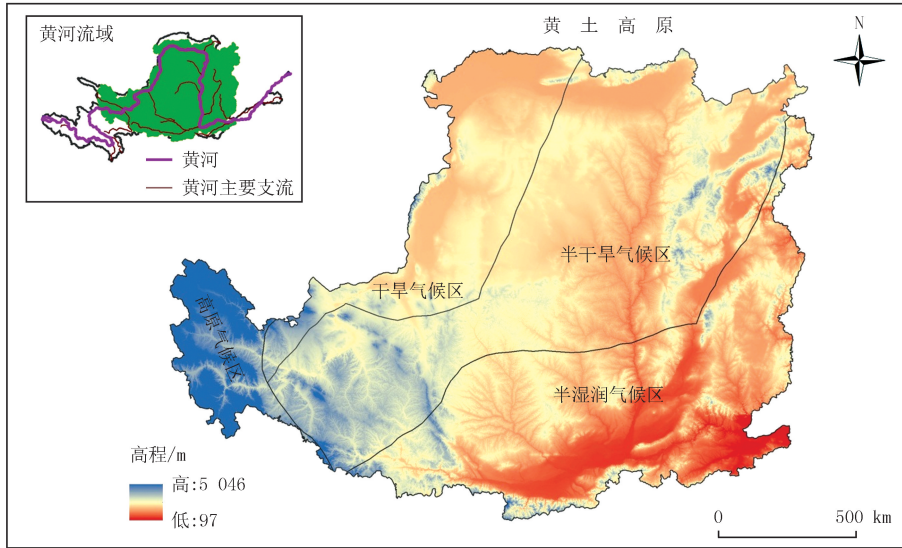 黄土高原
黄河流域
N
黄河
黄河主要支流
半干旱气候区
干旱气候区
高原气候区
半湿润气候区
高程/m
高:5 046
低:97
0 500 km